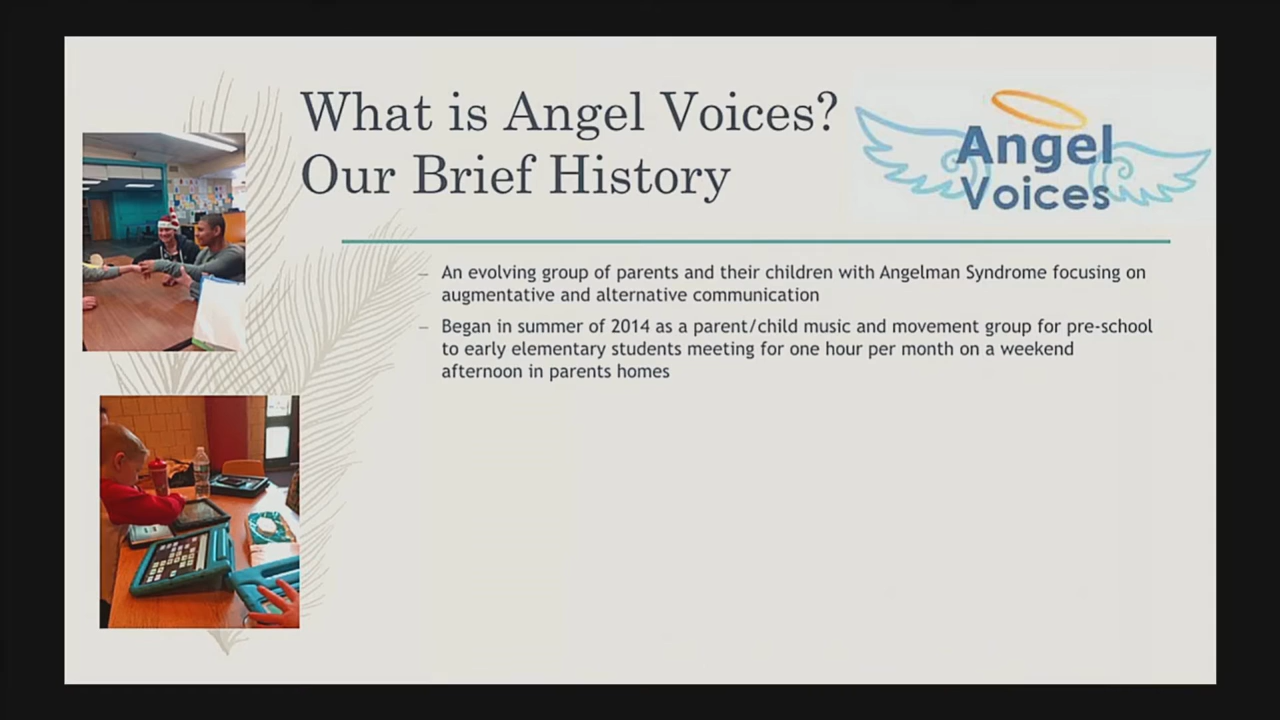 What is Angel Voices?
Our Brief History
Angel
Voices
– An evolving group of parents and their children with Angelman Syndrome focusing on
augmentative and alternative communication
– Began in summer of 2014 as a parent/child music and movement group for pre-school
to early elementary students meeting for one hour per month on a weekend
afternoon in parents homes